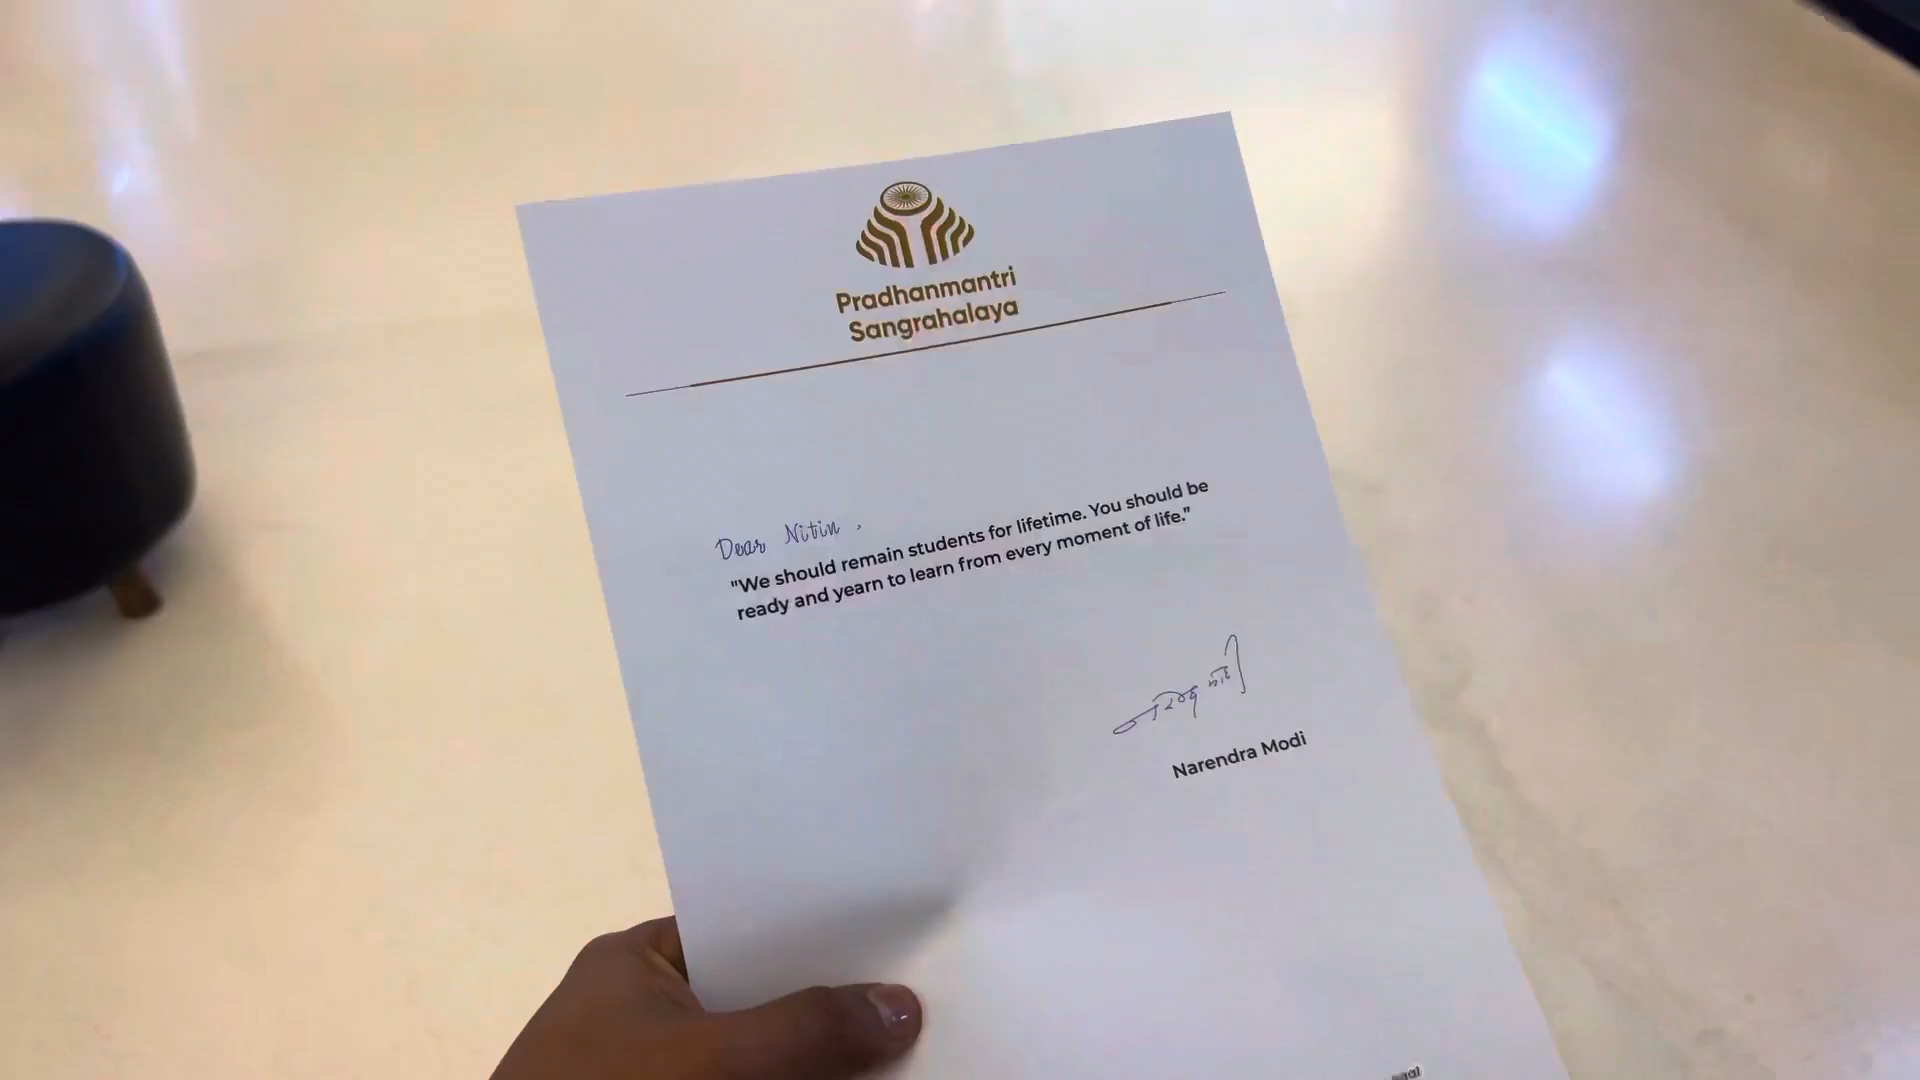 Pradhanmantri
Sangrahalaya
Dear Nitin,
"We should remain students for lifetime. You should be
ready and yearn to learn from every moment of life."
नरेन्द्र मोदी
Narendra Modi